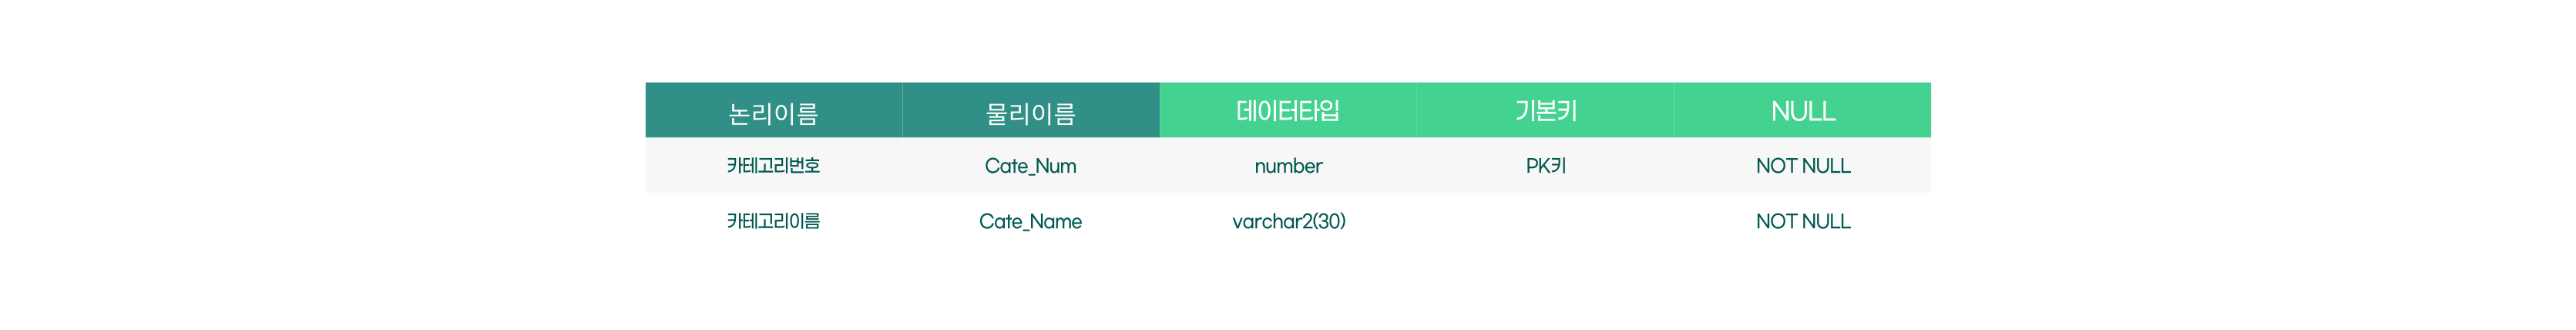 논리이름 물리이름 데이터타입 기본키 NULL
카테고리번호 Cate_Num number PK키 NOT NULL
카테고리이름 Cate_Name varchar2(30) NOT NULL